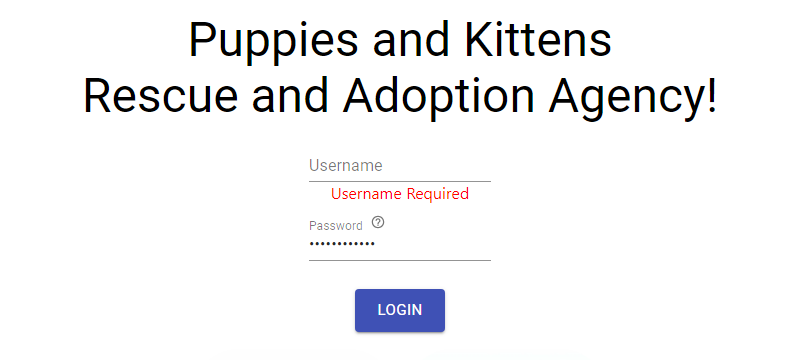 Puppies and Kittens
Rescue and Adoption Agency!
Username
Username Required
Password ?
••••••••••••
LOGIN